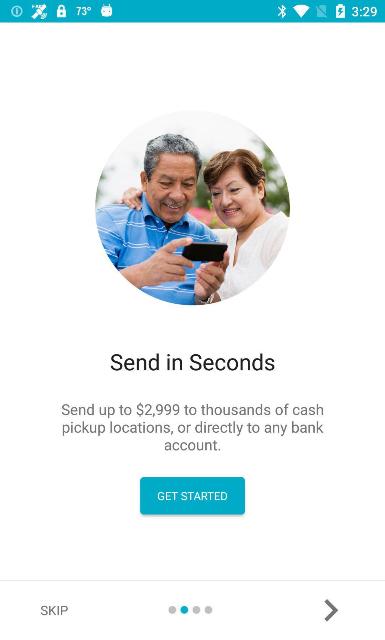 73°
3:29
Send in Seconds
Send up to $2,999 to thousands of cash
pickup locations, or directly to any bank
account.
GET STARTED
SKIP